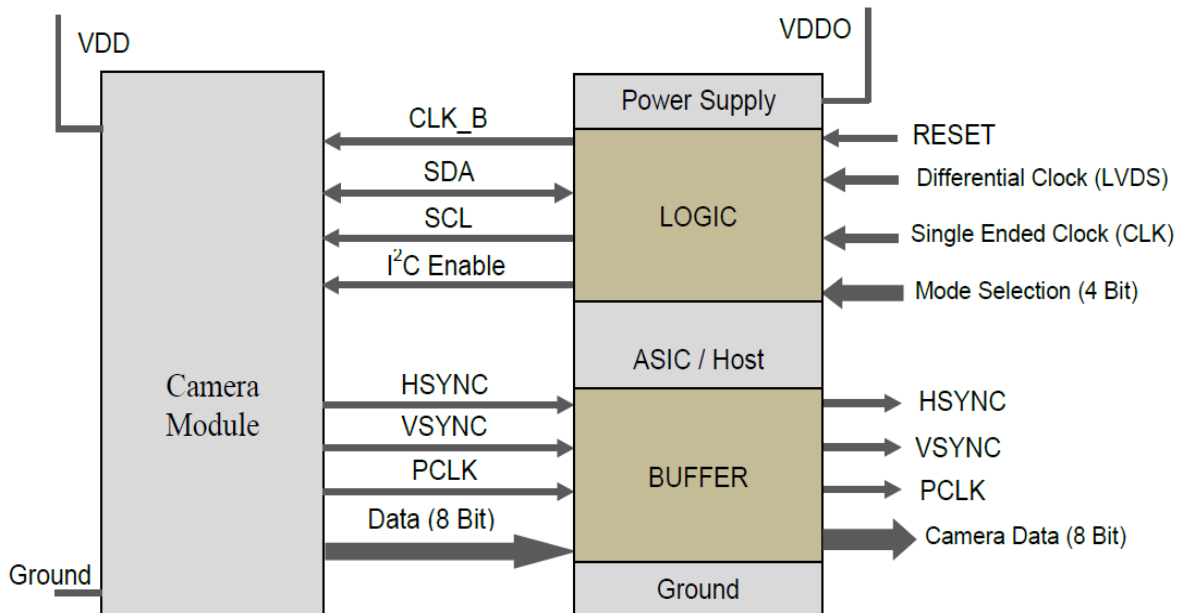 VDD
VDDO
Power Supply
CLK_B
RESET
SDA
Differential Clock (LVDS)
LOGIC
SCL
Single Ended Clock (CLK)
I²C Enable
Mode Selection (4 Bit)
ASIC / Host
Camera
Module
HSYNC
HSYNC
VSYNC
VSYNC
BUFFER
PCLK
PCLK
Data (8 Bit)
Camera Data (8 Bit)
Ground
Ground